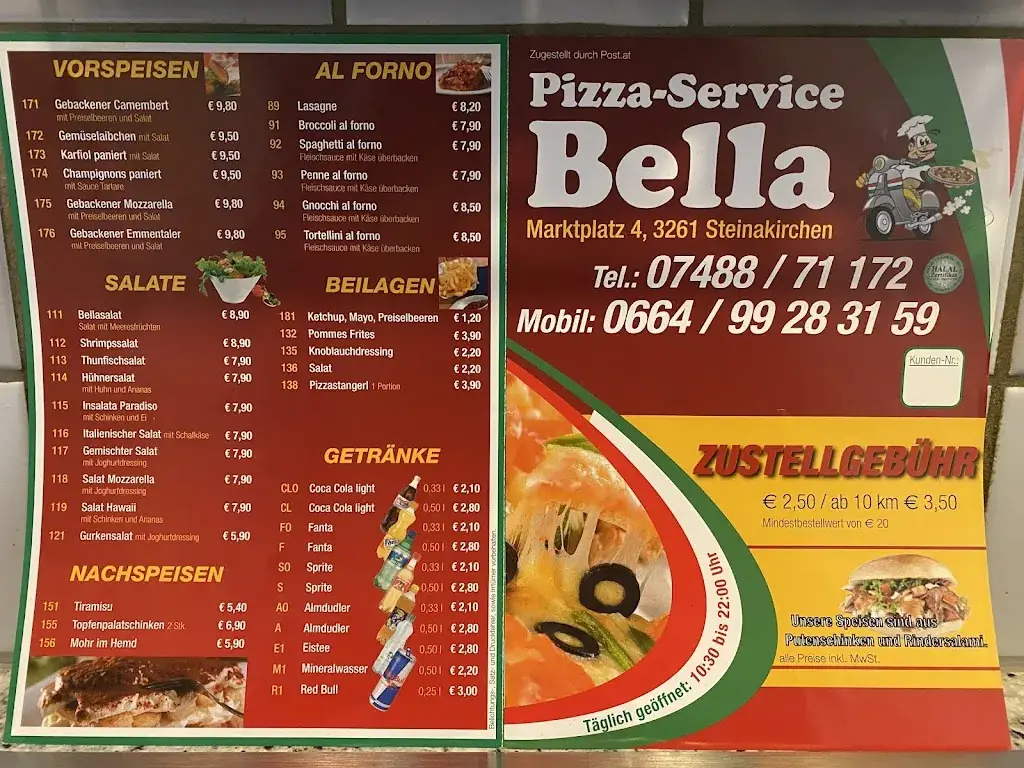 VORSPEISEN
171 Gebackener Camembert € 9,80
mit Preiselbeeren und Salat
172 Gemüselaibchen mit Salat € 9,50
173 Karfiol paniert mit Salat € 9,50
174 Champignons paniert € 9,50
mit Sauce Tartare
175 Gebackener Mozzarella € 9,80
mit Preiselbeeren und Salat
176 Gebackener Emmentaler € 9,80
mit Preiselbeeren und Salat
SALATE
111 Bellasalat € 8,90
Salat mit Meeresfrüchten
112 Shrimpssalat € 8,90
113 Thunfischsalat € 7,90
114 Hühnersalat € 7,90
mit Huhn und Ananas
115 Insalata Paradiso € 7,90
mit Schinken und Ei
116 Italienischer Salat mit Schafkäse € 7,90
117 Gemischter Salat € 7,90
mit Joghurtdressing
118 Salat Mozzarella € 7,90
mit Joghurtdressing
119 Salat Hawaii € 7,90
mit Schinken und Ananas
121 Gurkensalat mit Joghurtdressing € 5,90
NACHSPEISEN
151 Tiramisu € 5,40
155 Topfenpalatschinken 2 Stk. € 6,90
156 Mohr im Hemd € 5,90
AL FORNO
89 Lasagne € 8,20
91 Broccoli al forno € 7,90
92 Spaghetti al forno € 7,90
Fleischsauce mit Käse überbacken
93 Penne al forno € 7,90
Fleischsauce mit Käse überbacken
94 Gnocchi al forno € 8,50
Fleischsauce mit Käse überbacken
95 Tortellini al forno € 8,50
Fleischsauce mit Käse überbacken
BEILAGEN
181 Ketchup, Mayo, Preiselbeeren € 1,20
132 Pommes Frites € 3,90
135 Knoblauchdressing € 2,20
136 Salat € 2,20
138 Pizzastangerl 1 Portion € 3,90
GETRÄNKE
CLO Coca Cola light 0,33 l € 2,10
CL Coca Cola light 0,50 l € 2,80
FO Fanta 0,33 l € 2,10
F Fanta 0,50 l € 2,80
SO Sprite 0,33 l € 2,10
S Sprite 0,50 l € 2,80
AO Almdudler 0,33 l € 2,10
A Almdudler 0,50 l € 2,80
E1 Eistee 0,50 l € 2,80
M1 Mineralwasser 0,50 l € 2,20
R1 Red Bull 0,25 l € 3,00
Belichtungs-, Satz- und Druckfehler, sowie Irrtümer vorbehalten.
Zugestellt durch Post.at
Pizza-Service
Bella
Marktplatz 4, 3261 Steinakirchen
Tel.: 07488 / 71 172
HALAL
Zertifikat
Mobil: 0664 / 99 28 31 59
Kunden-Nr.:
ZUSTELLGEBÜHR
€ 2,50 / ab 10 km € 3,50
Mindestbestellwert von € 20
Unsere Speisen sind aus
Putenschinken und Rindersalami.
alle Preise inkl. MwSt.
Täglich geöffnet: 10:30 bis 22:00 Uhr